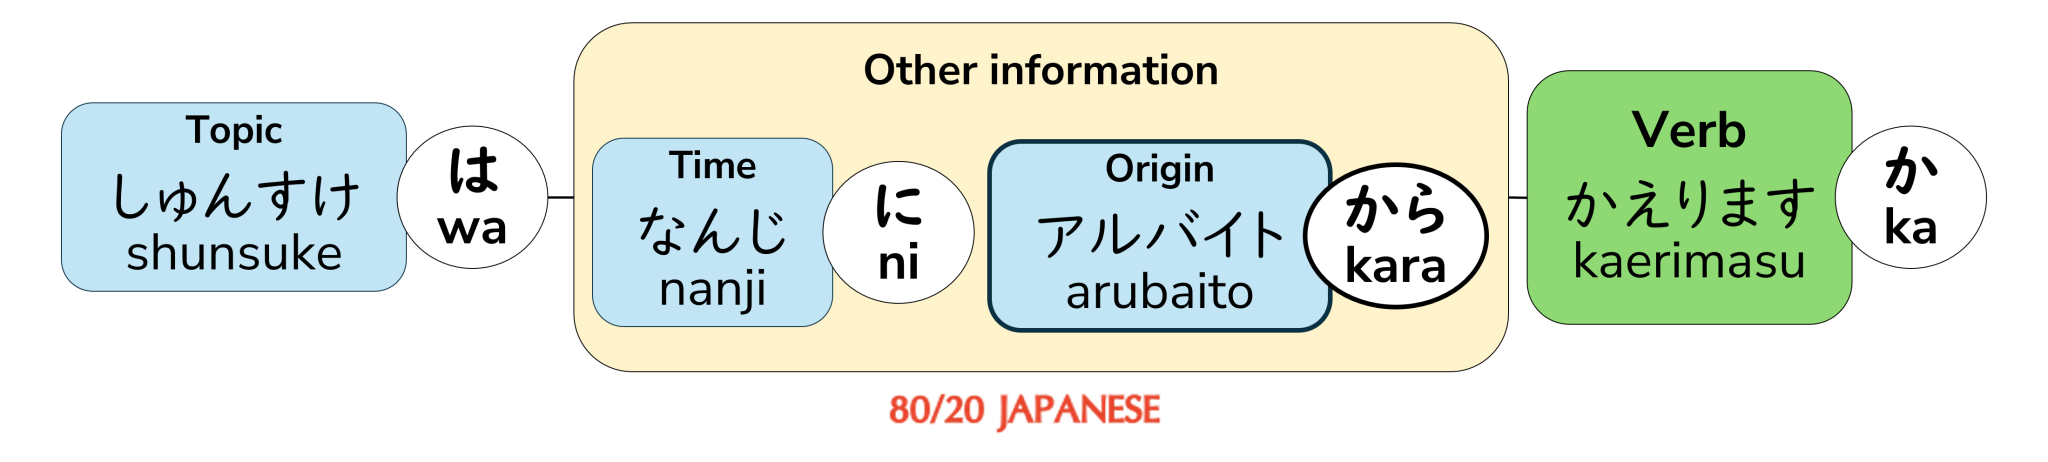 Other information
Topic
しゅんすけ
shunsuke
は
wa
Time
なんじ
nanji
に
ni
Origin
アルバイト
arubaito
から
kara
Verb
かえります
kaerimasu
か
ka
80/20 JAPANESE